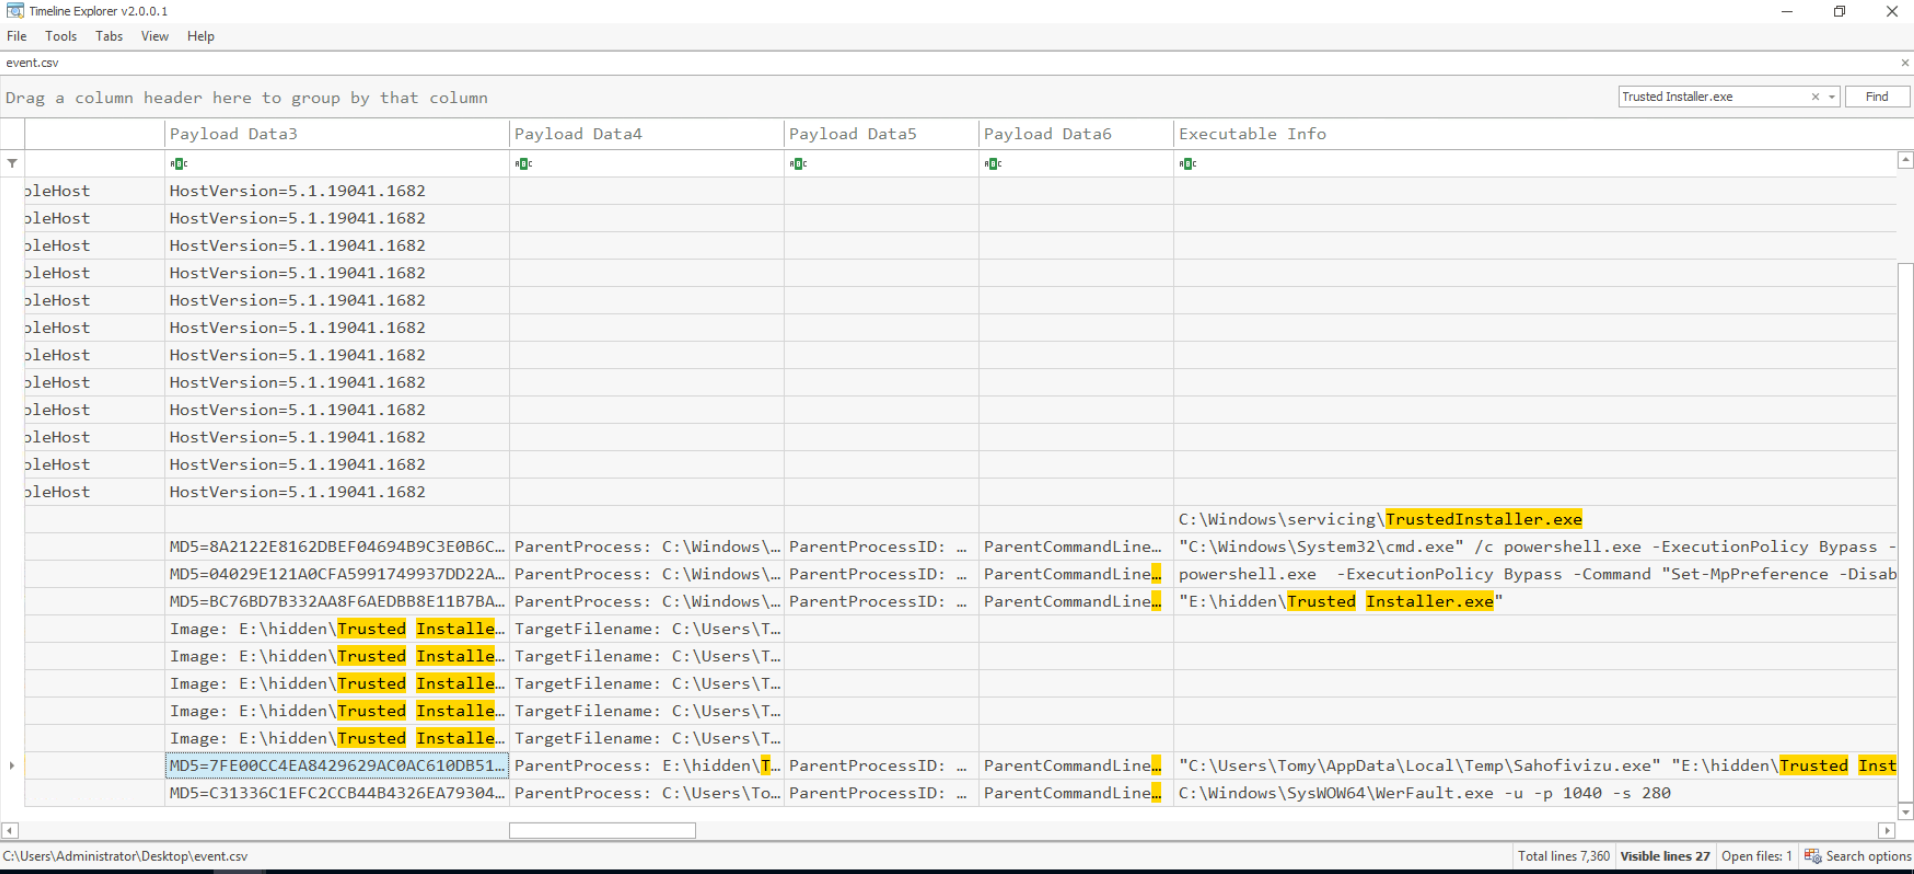 Timeline Explorer v2.0.0.1
File Tools Tabs View Help
event.csv
Drag a column header here to group by that column
Trusted Installer.exe Find
Payload Data3 Payload Data4 Payload Data5 Payload Data6 Executable Info
oleHost HostVersion=5.1.19041.1682
oleHost HostVersion=5.1.19041.1682
oleHost HostVersion=5.1.19041.1682
oleHost HostVersion=5.1.19041.1682
oleHost HostVersion=5.1.19041.1682
oleHost HostVersion=5.1.19041.1682
oleHost HostVersion=5.1.19041.1682
oleHost HostVersion=5.1.19041.1682
oleHost HostVersion=5.1.19041.1682
oleHost HostVersion=5.1.19041.1682
oleHost HostVersion=5.1.19041.1682
oleHost HostVersion=5.1.19041.1682
C:\Windows\servicing\TrustedInstaller.exe
MD5=8A2122E8162DBEF04694B9C3E0B6C… ParentProcess: C:\Windows\… ParentProcessID: … ParentCommandLine… "C:\Windows\System32\cmd.exe" /c powershell.exe -ExecutionPolicy Bypass -
MD5=04029E121A0CFA5991749937DD22A… ParentProcess: C:\Windows\… ParentProcessID: … ParentCommandLine… powershell.exe  -ExecutionPolicy Bypass -Command "Set-MpPreference -Disab
MD5=BC76BD7B332AA8F6AEDBB8E11B7BA… ParentProcess: C:\Windows\… ParentProcessID: … ParentCommandLine… "E:\hidden\Trusted Installer.exe"
Image: E:\hidden\Trusted Installe… TargetFilename: C:\Users\T…
Image: E:\hidden\Trusted Installe… TargetFilename: C:\Users\T…
Image: E:\hidden\Trusted Installe… TargetFilename: C:\Users\T…
Image: E:\hidden\Trusted Installe… TargetFilename: C:\Users\T…
Image: E:\hidden\Trusted Installe… TargetFilename: C:\Users\T…
MD5=7FE00CC4EA8429629AC0AC610DB51… ParentProcess: E:\hidden\T… ParentProcessID: … ParentCommandLine… "C:\Users\Tomy\AppData\Local\Temp\Sahofivizu.exe" "E:\hidden\Trusted Inst
MD5=C31336C1EFC2CCB44B4326EA79304… ParentProcess: C:\Users\To… ParentProcessID: … ParentCommandLine… C:\Windows\SysWOW64\WerFault.exe -u -p 1040 -s 280
C:\Users\Administrator\Desktop\event.csv Total lines 7,360 Visible lines 27 Open files: 1 Search options